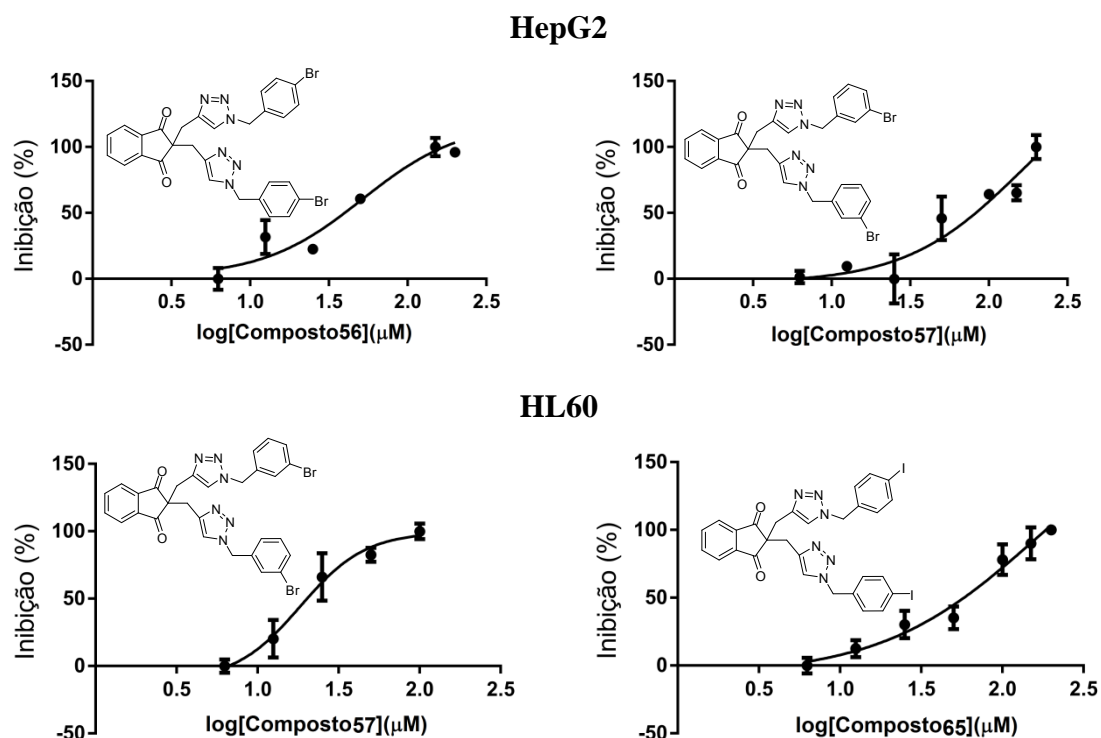 HepG2
150
100
50
0
-50
Inibição (%)
0.5 1.0 1.5 2.0 2.5
log[Composto56](μM)
O
O
N=N
N
N
N
N
Br
Br
150
100
50
0
-50
Inibição (%)
0.5 1.0 1.5 2.0 2.5
log[Composto57](μM)
O
O
N=N
N
N
N
N
Br
Br
HL60
150
100
50
0
-50
Inibição (%)
0.5 1.0 1.5 2.0 2.5
log[Composto57](μM)
O
O
N=N
N
N
N
N
Br
Br
150
100
50
0
-50
Inibição (%)
0.5 1.0 1.5 2.0 2.5
log[Composto65](μM)
O
O
N=N
N
N
N
N
I
I